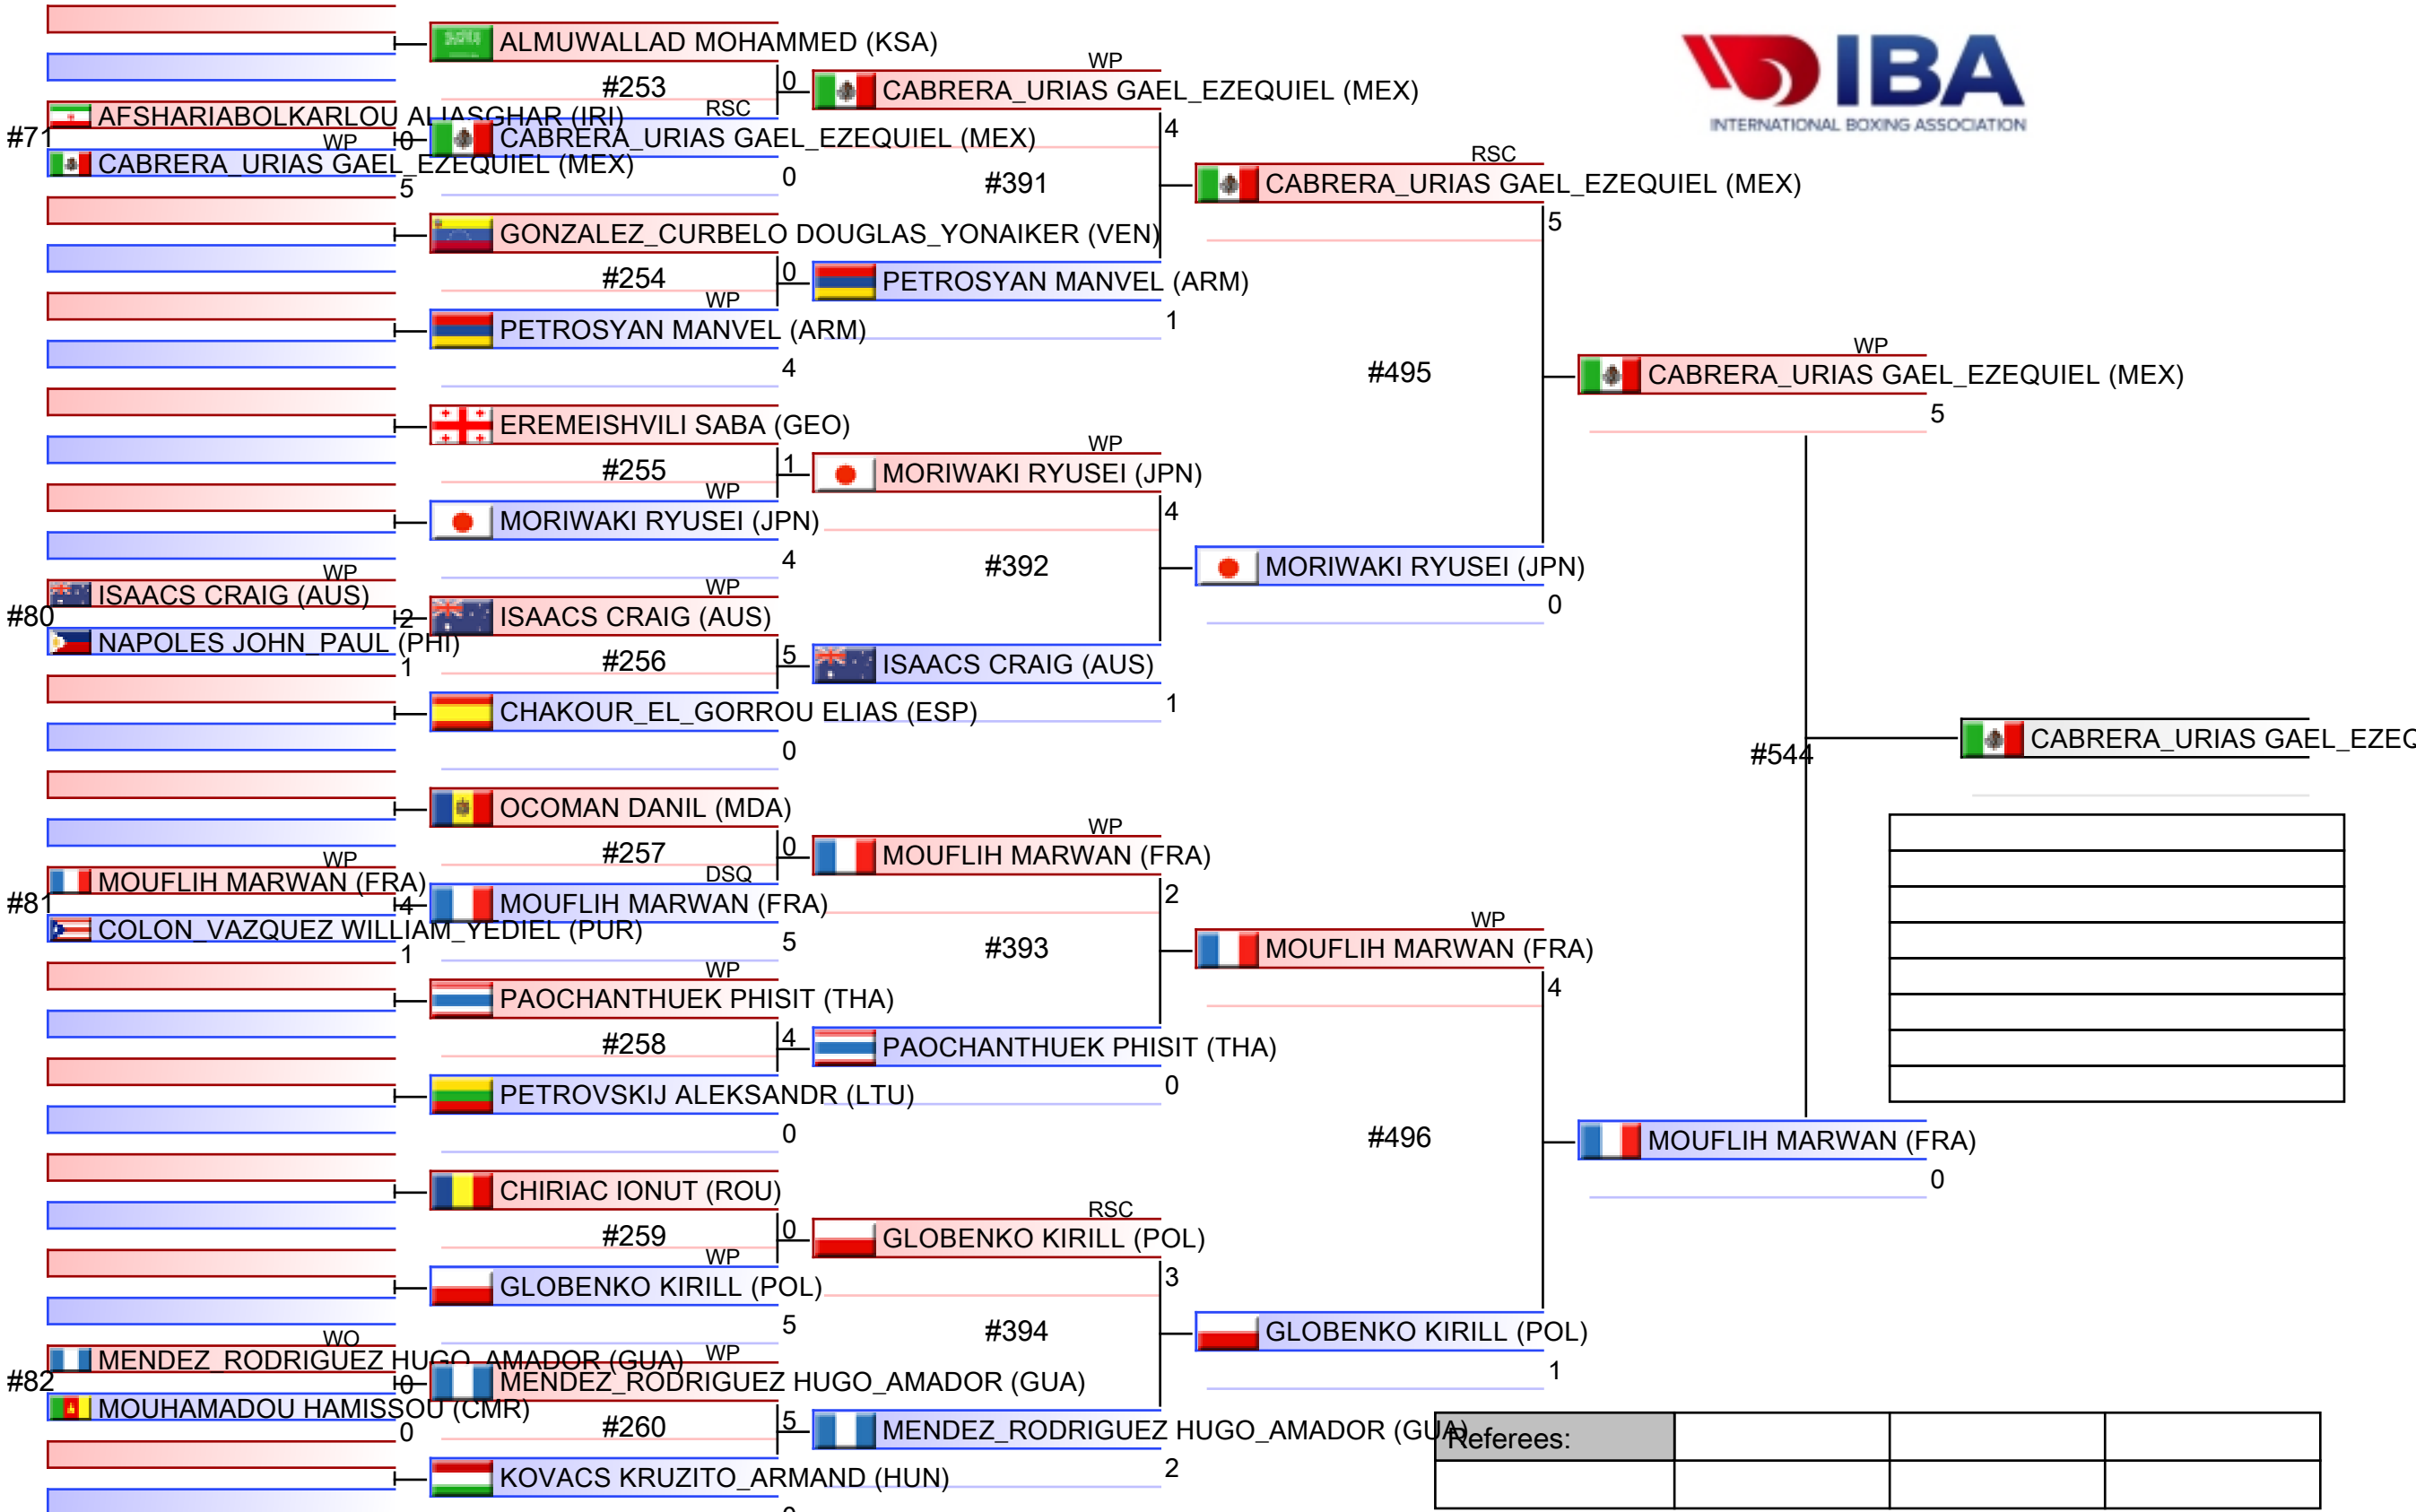 ALMUWALLAD MOHAMMED (KSA)
#253
0
RSC
AFSHARIABOLKARLOU ALIASGHAR (IRI)
#71
WP
0
CABRERA_URIAS GAEL_EZEQUIEL (MEX)
5
CABRERA_URIAS GAEL_EZEQUIEL (MEX)
0
WP
CABRERA_URIAS GAEL_EZEQUIEL (MEX)
4
#391
GONZALEZ_CURBELO DOUGLAS_YONAIKER (VEN)
#254
0
WP
PETROSYAN MANVEL (ARM)
4
PETROSYAN MANVEL (ARM)
1
RSC
CABRERA_URIAS GAEL_EZEQUIEL (MEX)
5
#495
EREMEISHVILI SABA (GEO)
#255
1
WP
MORIWAKI RYUSEI (JPN)
4
WP
MORIWAKI RYUSEI (JPN)
4
#392
WP
ISAACS CRAIG (AUS)
#80
2
NAPOLES JOHN_PAUL (PHI)
1
WP
ISAACS CRAIG (AUS)
#256
5
CHAKOUR_EL_GORROU ELIAS (ESP)
0
ISAACS CRAIG (AUS)
1
MORIWAKI RYUSEI (JPN)
0
WP
CABRERA_URIAS GAEL_EZEQUIEL (MEX)
5
#544
CABRERA_URIAS GAEL_EZEQ
OCOMAN DANIL (MDA)
#257
0
DSQ
WP
MOUFLIH MARWAN (FRA)
#81
4
COLON_VAZQUEZ WILLIAM_YEDIEL (PUR)
1
MOUFLIH MARWAN (FRA)
5
WP
MOUFLIH MARWAN (FRA)
2
#393
WP
PAOCHANTHUEK PHISIT (THA)
#258
4
PETROVSKIJ ALEKSANDR (LTU)
0
PAOCHANTHUEK PHISIT (THA)
0
WP
MOUFLIH MARWAN (FRA)
4
#496
MOUFLIH MARWAN (FRA)
0
CHIRIAC IONUT (ROU)
#259
0
WP
GLOBENKO KIRILL (POL)
5
RSC
GLOBENKO KIRILL (POL)
3
#394
GLOBENKO KIRILL (POL)
1
WO
MENDEZ_RODRIGUEZ HUGO_AMADOR (GUA)
#82
0
MOUHAMADOU HAMISSOU (CMR)
0
WP
MENDEZ_RODRIGUEZ HUGO_AMADOR (GUA)
#260
5
KOVACS KRUZITO_ARMAND (HUN)
0
MENDEZ_RODRIGUEZ HUGO_AMADOR (GUA)
2
Referees:
IBA
INTERNATIONAL BOXING ASSOCIATION